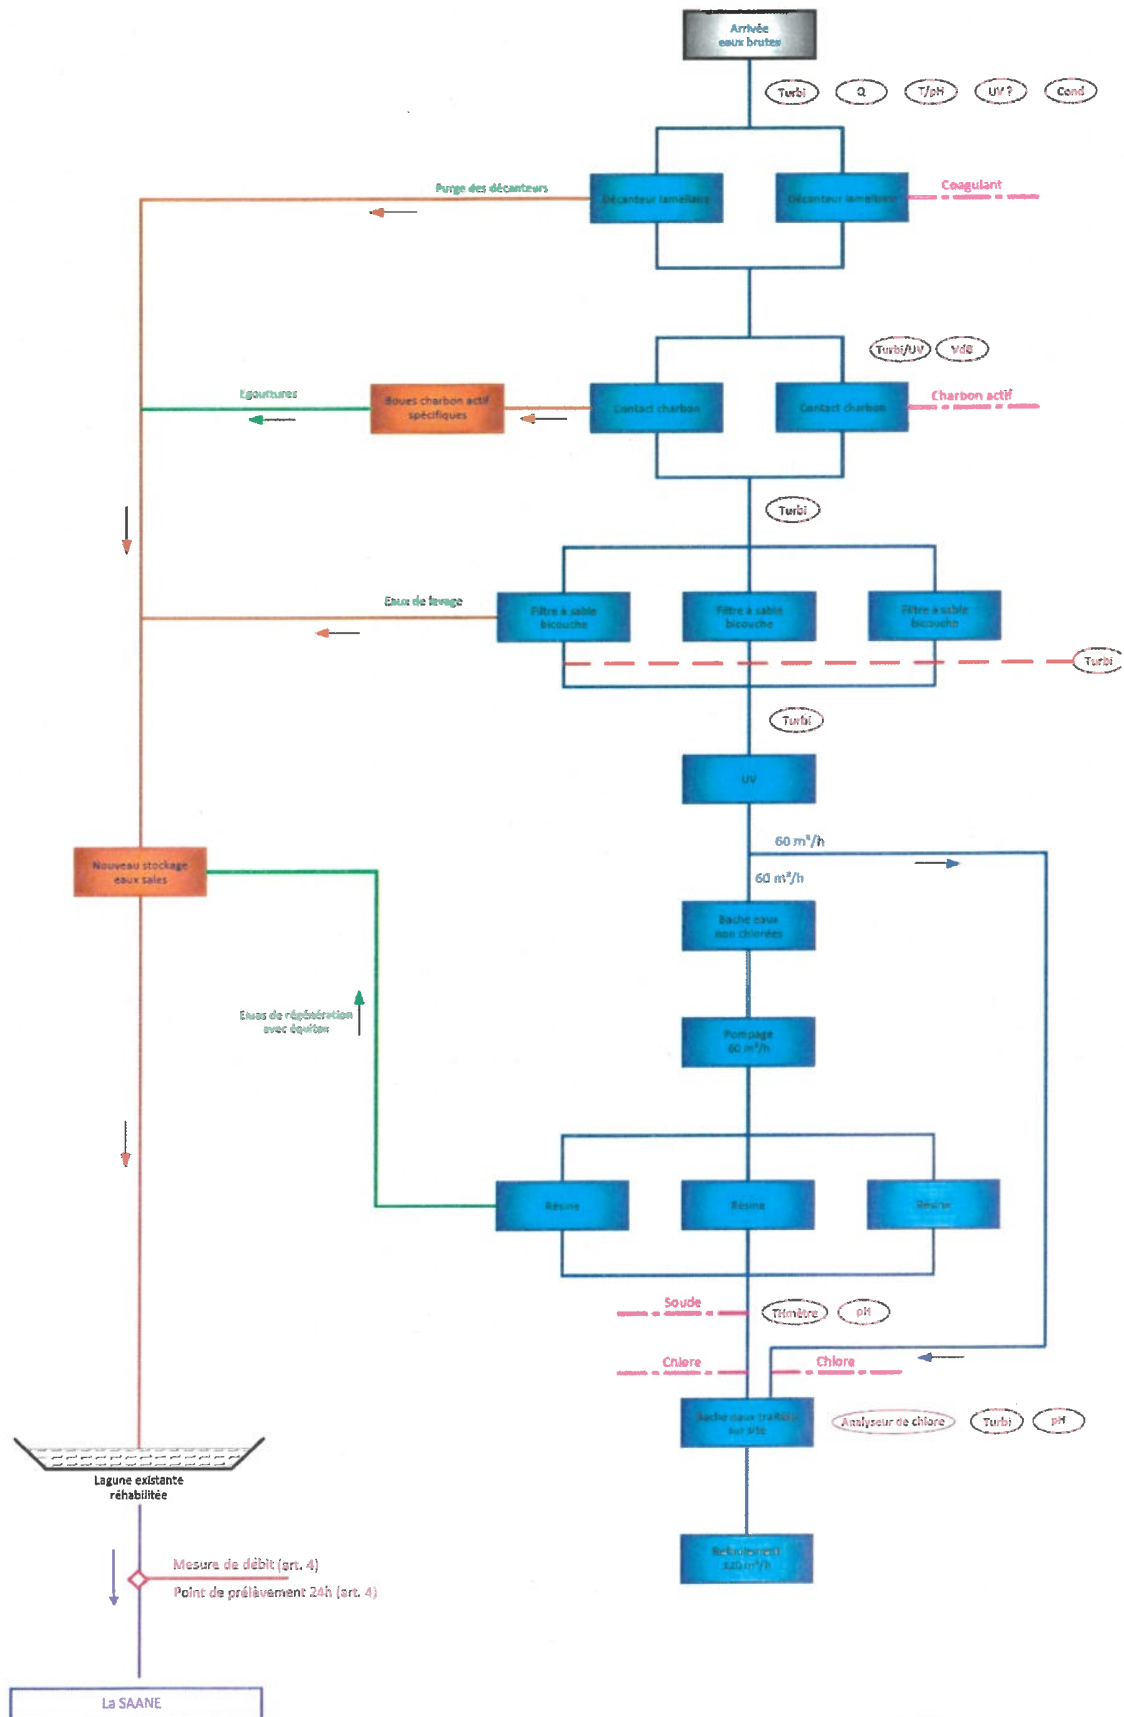 Arrivée
eaux brutes
Turbi
Q
T/pH
UV ?
Cond
Purge des décanteurs
Décanteur lamellaire
Décanteur lamellaire
Coagulant
Turbi/UV
VdB
Egouttures
Boues charbon actif
spécifiques
Contact charbon
Contact charbon
Charbon actif
Turbi
Eaux de lavage
Filtre à sable
bicouche
Filtre à sable
bicouche
Filtre à sable
bicouche
Turbi
Turbi
UV
60 m³/h
Nouveau stockage
eaux sales
60 m³/h
Bache eaux
non chlorées
Eluas de régénération
avec équitox
Pompage
60 m³/h
Résine
Résine
Résine
Soude
THmètre
pH
Chlore
Chlore
Bache eaux traitées
sur site
Analyseur de chlore
Turbi
pH
Lagune existante
réhabilitée
Refoulement
120 m³/h
Mesure de débit (art. 4)
Point de prélèvement 24h (art. 4)
La SAANE